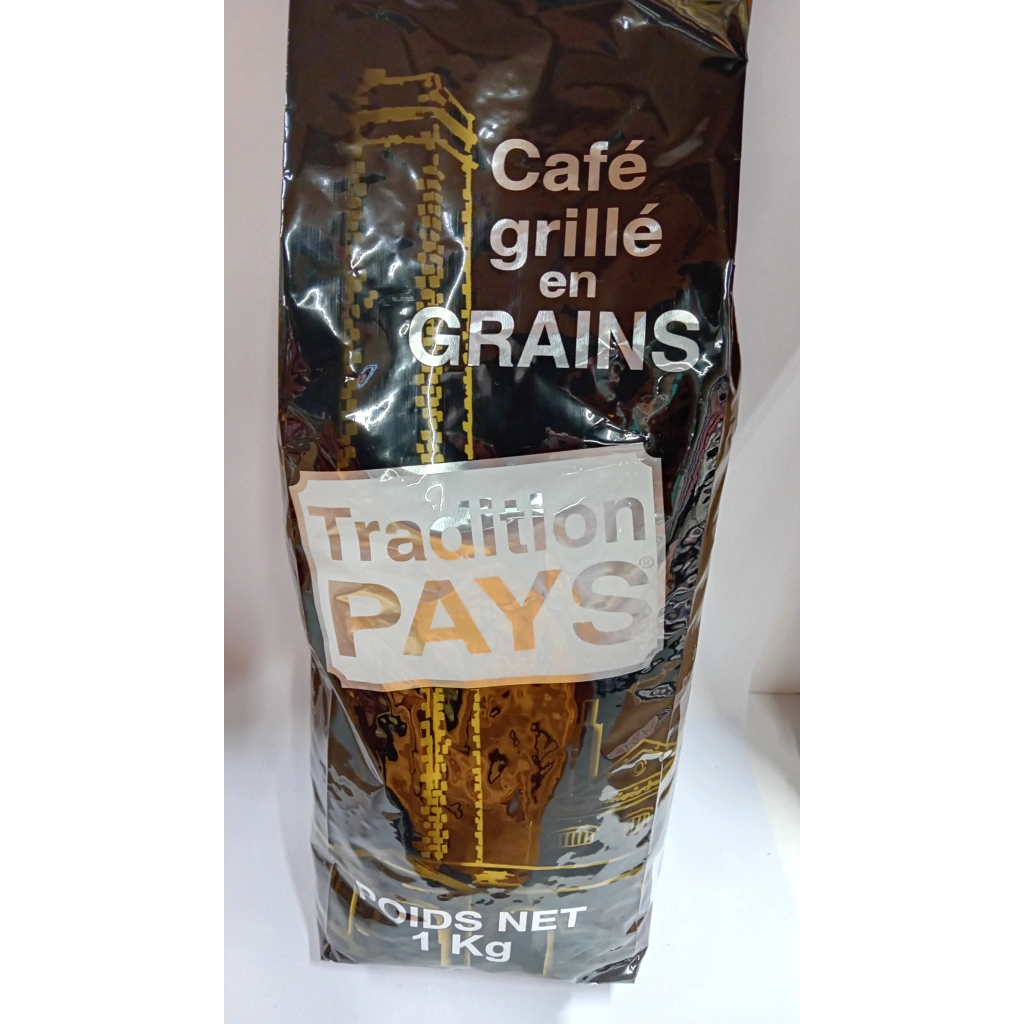 Café
grillé
en
GRAINS
Tradition
PAYS®
POIDS NET
1 Kg